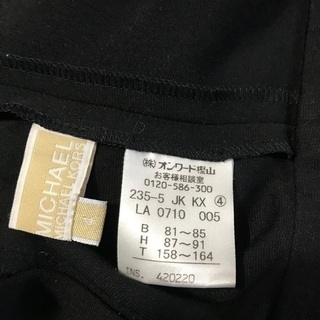 MICHAEL
MICHAEL KORS
4
(株)オンワード樫山
お客様相談室
0120-586-300
235-5 JK KX ④
LA 0710 005
B 81~85
H 87~91
T 158~164
INS. 420220